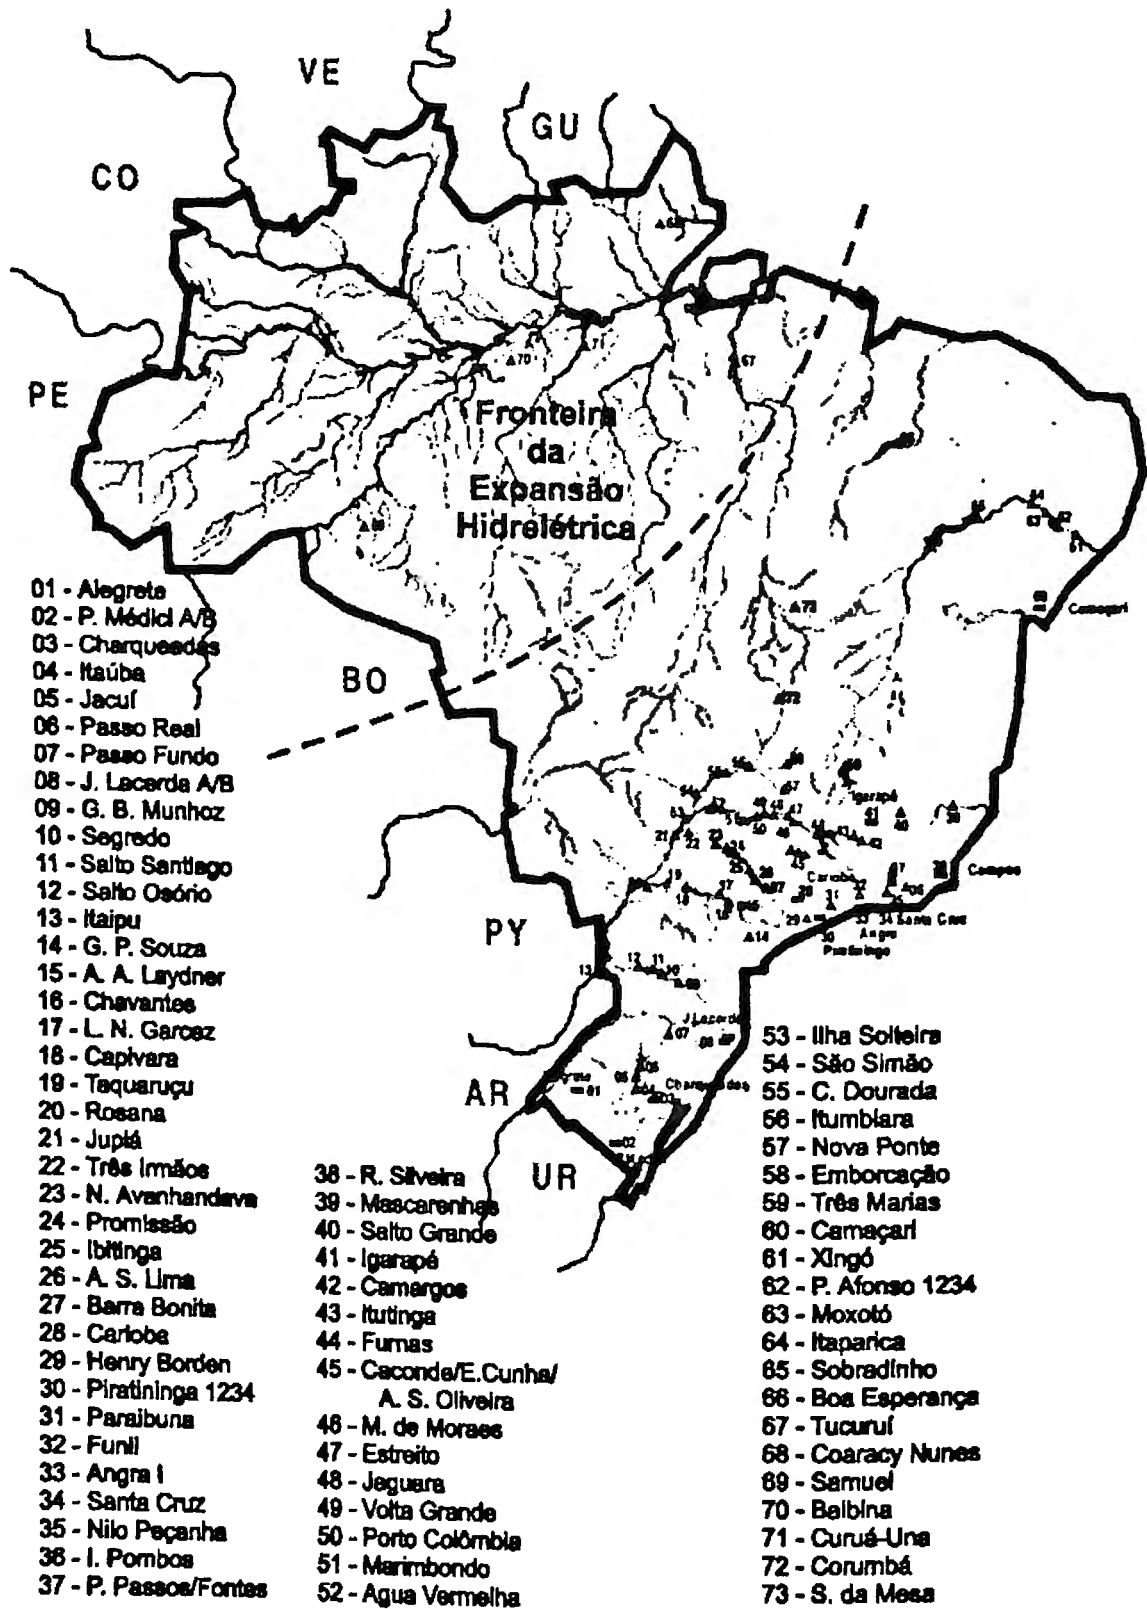 VE
GU
CO
PE
70
67
Fronteira
da
Expansão
Hidrelétrica
BO
73
72
Camaçari
Igarapé
Campos
Santa Cruz
Angra
PY
14
13
12
11
10
J. Lacerda
07
AR
UR
01 - Alegrete
02 - P. Médici A/B
03 - Charqueadas
04 - Itaúba
05 - Jacuí
06 - Passo Real
07 - Passo Fundo
08 - J. Lacerda A/B
09 - G. B. Munhoz
10 - Segredo
11 - Salto Santiago
12 - Salto Osório
13 - Itaipu
14 - G. P. Souza
15 - A. A. Laydner
16 - Chavantes
17 - L. N. Garcez
18 - Capivara
19 - Taquaruçu
20 - Rosana
21 - Jupiá
22 - Três Irmãos
23 - N. Avanhandava
24 - Promissão
25 - Ibitinga
26 - A. S. Lima
27 - Barra Bonita
28 - Carioba
29 - Henry Borden
30 - Piratininga 1234
31 - Paraibuna
32 - Funil
33 - Angra I
34 - Santa Cruz
35 - Nilo Peçanha
36 - I. Pombos
37 - P. Passos/Fontes
38 - R. Silveira
39 - Mascarenhas
40 - Salto Grande
41 - Igarapé
42 - Camargos
43 - Itutinga
44 - Furnas
45 - Caconde/E.Cunha/
A. S. Oliveira
46 - M. de Moraes
47 - Estreito
48 - Jaguara
49 - Volta Grande
50 - Porto Colômbia
51 - Marimbondo
52 - Agua Vermelha
53 - Ilha Solteira
54 - São Simão
55 - C. Dourada
56 - Itumbiara
57 - Nova Ponte
58 - Emborcação
59 - Três Marias
60 - Camaçari
61 - Xingó
62 - P. Afonso 1234
63 - Moxotó
64 - Itaparica
65 - Sobradinho
66 - Boa Esperança
67 - Tucuruí
68 - Coaracy Nunes
69 - Samuel
70 - Balbina
71 - Curuá-Una
72 - Corumbá
73 - S. da Mesa